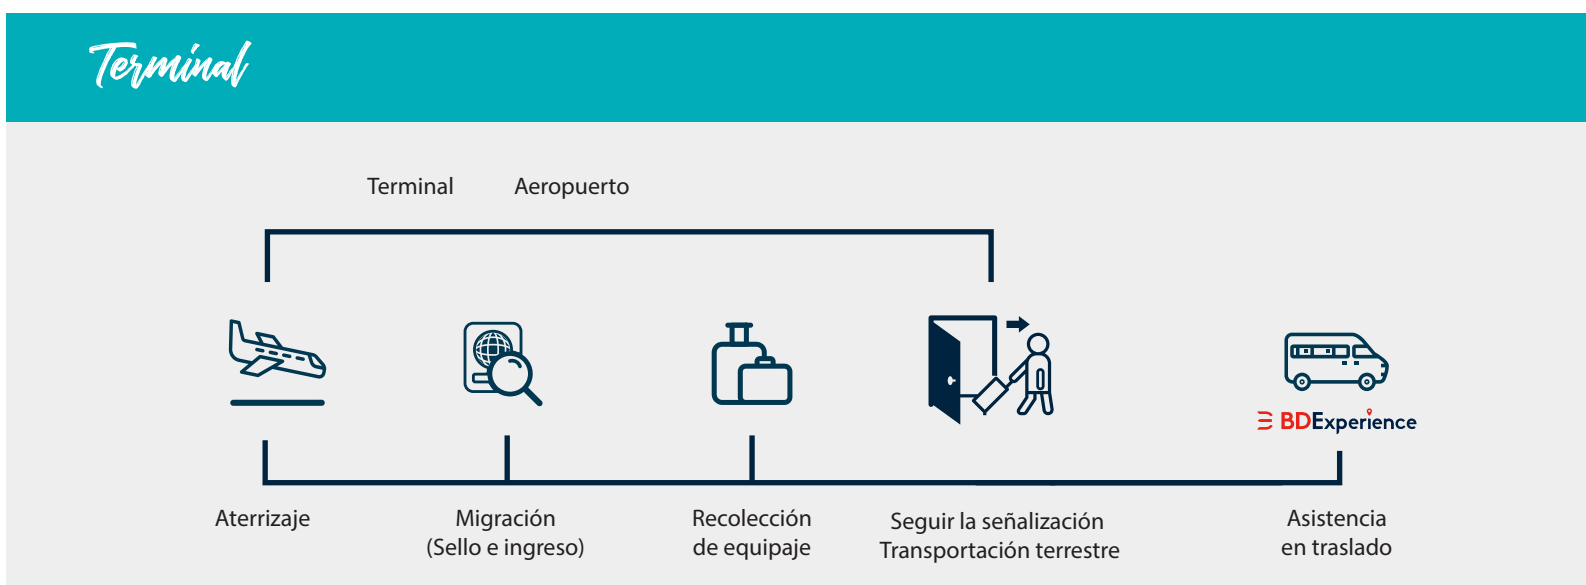 Terminal
Terminal Aeropuerto
BDExperience
Aterrizaje
Migración
(Sello e ingreso)
Recolección
de equipaje
Seguir la señalización
Transportación terrestre
Asistencia
en traslado